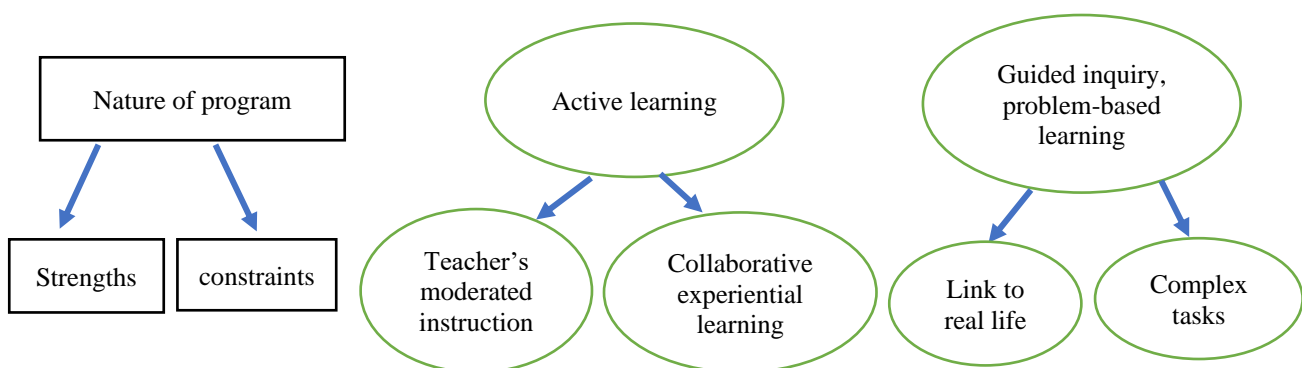 Nature of program
Strengths
constraints
Active learning
Teacher’s
moderated
instruction
Collaborative
experiential
learning
Guided inquiry,
problem-based
learning
Link to
real life
Complex
tasks